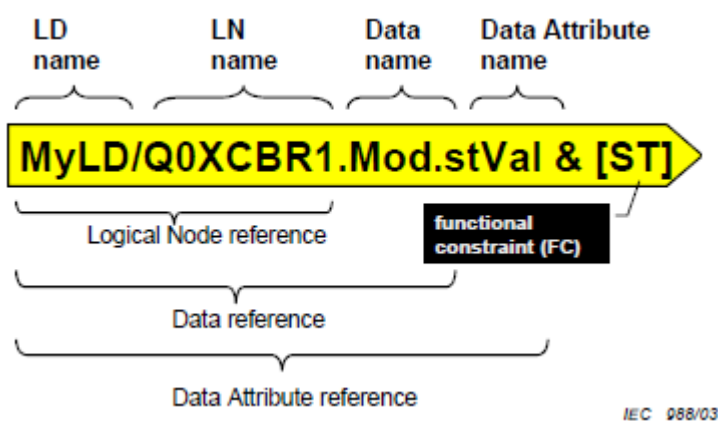 LD name
LN name
Data name
Data Attribute name
MyLD/Q0XCBR1.Mod.stVal & [ST]
functional constraint (FC)
Logical Node reference
Data reference
Data Attribute reference
IEC 988/03